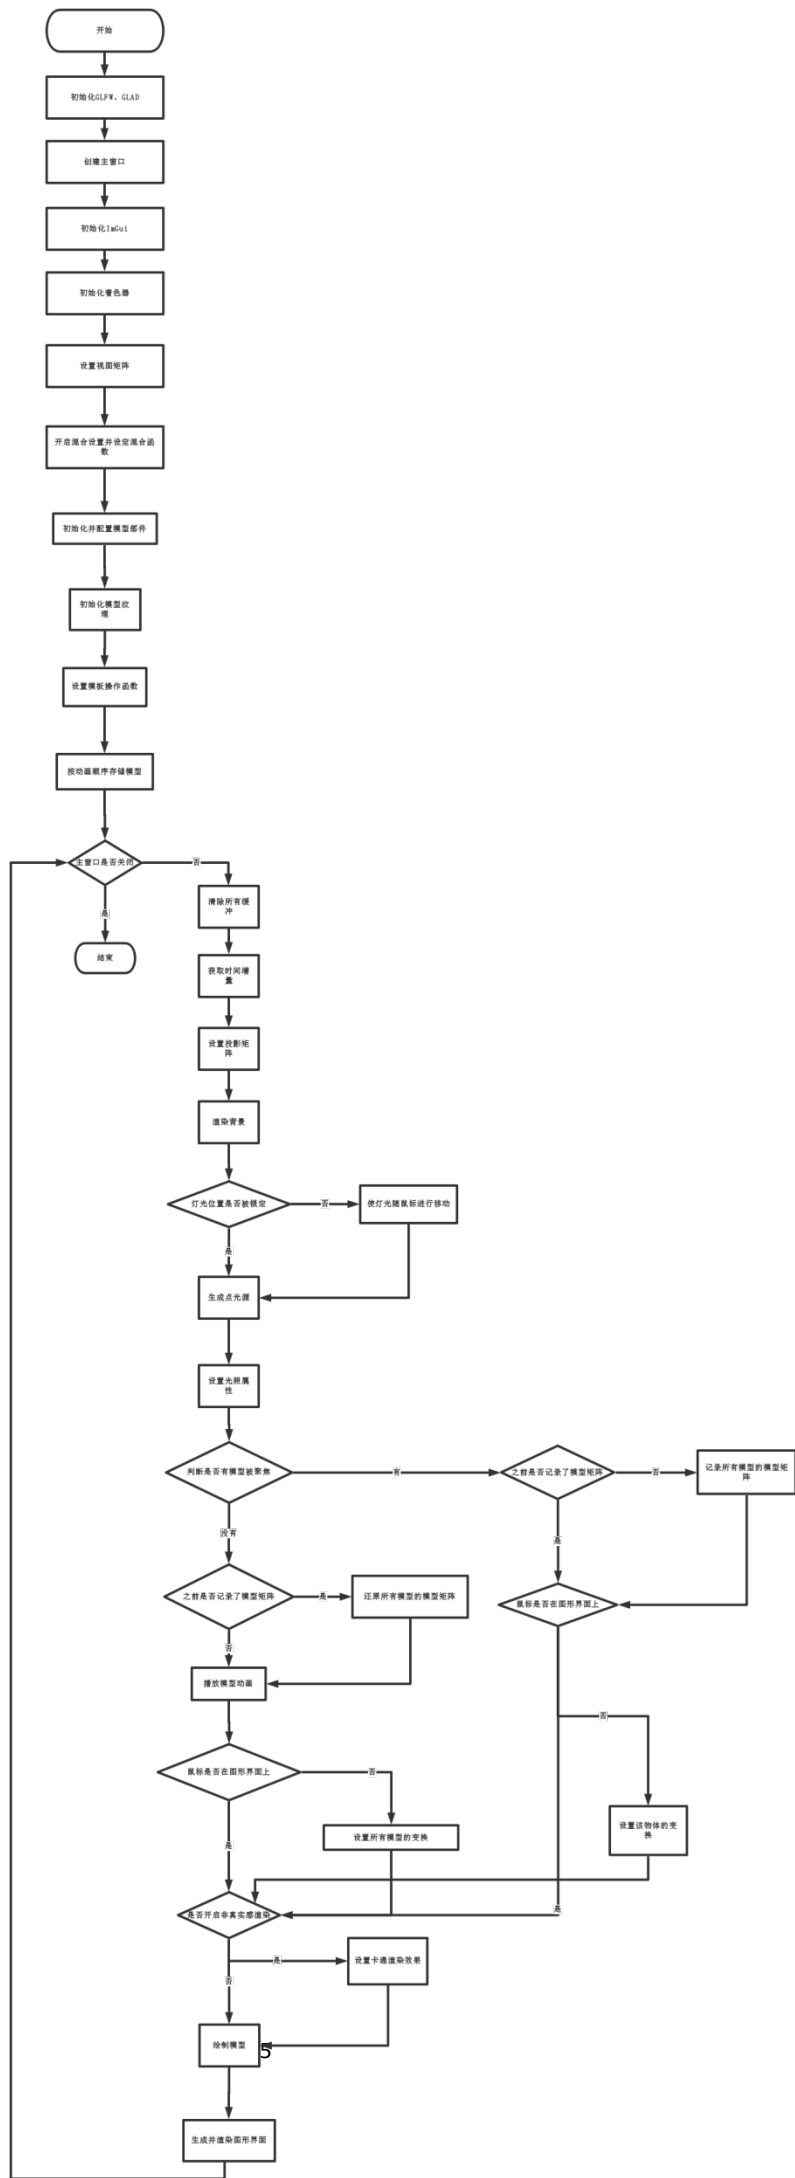 开始
初始化GLFW、GLAD
创建主窗口
初始化ImGui
初始化着色器
设置视图矩阵
开启混合设置并设定混合函
数
初始化并配置模型部件
初始化模型纹
理
设置模板操作函数
按动画顺序存储模型
主窗口是否关闭
否
是
结束
清除所有缓
冲
获取时间增
量
设置投影矩
阵
渲染背景
灯光位置是否被锁定
否
使灯光随鼠标进行移动
是
生成点光源
设置光照属
性
判断是否有模型被聚焦
有
之前是否记录了模型矩阵
否
记录所有模型的模型矩
阵
没有
是
之前是否记录了模型矩阵
是
还原所有模型的模型矩阵
鼠标是否在图形界面上
否
播放模型动画
否
鼠标是否在图形界面上
否
设置所有模型的变换
设置该物体的变
换
是
是否开启非真实感渲染
是
是
设置卡通渲染效果
否
绘制模型
5
生成并渲染图形界面